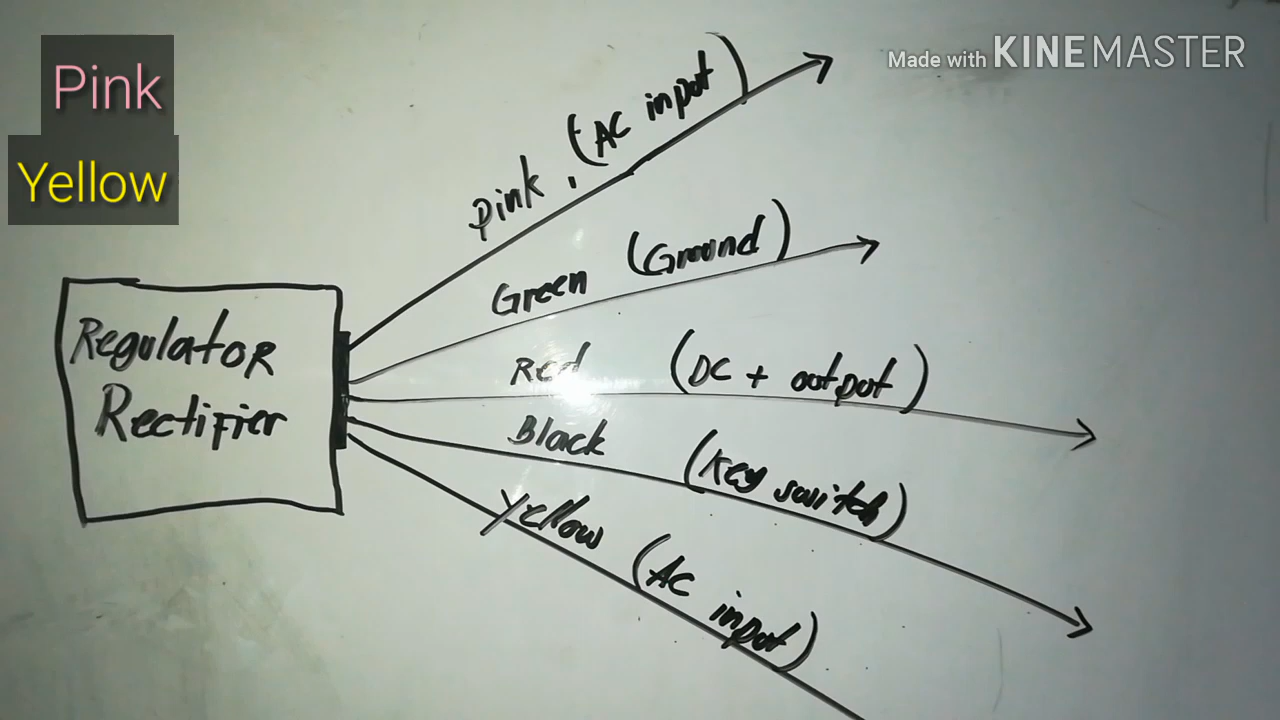 Pink
Yellow
Made with KINEMASTER
Pink, (AC input)
Green (Ground)
Red (DC + output)
Black (Key switch)
Yellow (AC input)
Regulator
Rectifier